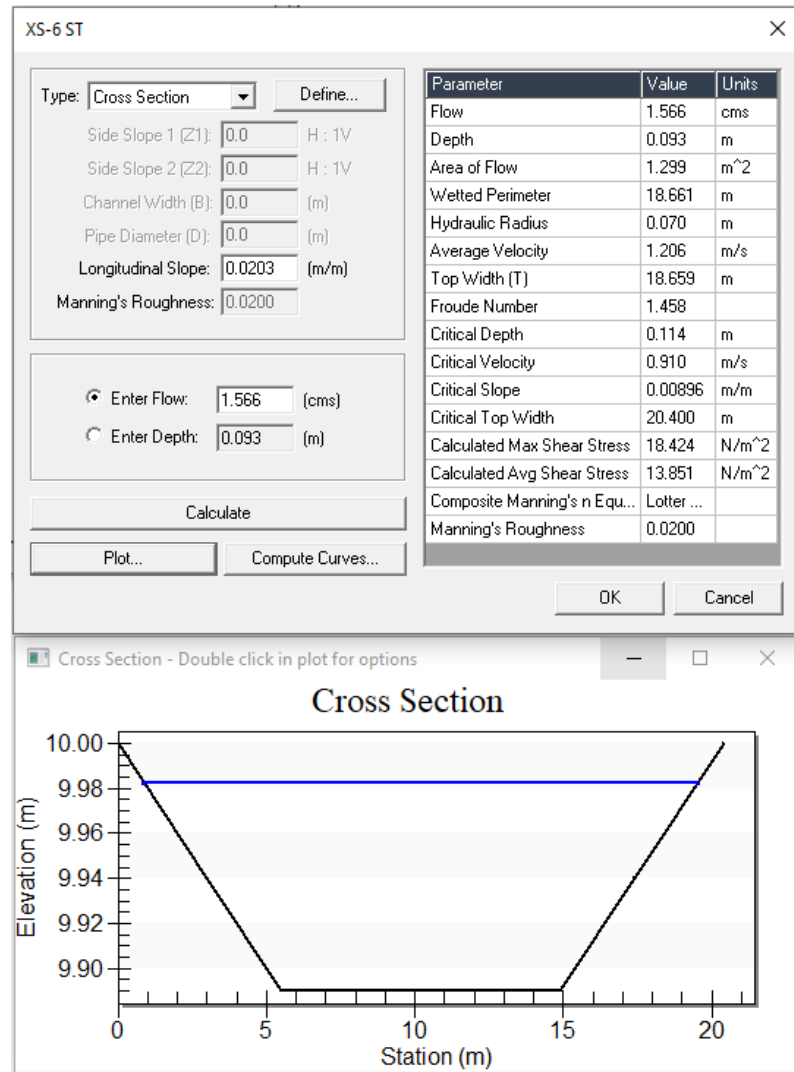 XS-6 ST
Type: Cross Section Define...
Side Slope 1 (Z1): 0.0 H : 1V
Side Slope 2 (Z2): 0.0 H : 1V
Channel Width (B): 0.0 (m)
Pipe Diameter (D): 0.0 (m)
Longitudinal Slope: 0.0203 (m/m)
Manning's Roughness: 0.0200
Enter Flow: 1.566 (cms)
Enter Depth: 0.093 (m)
Calculate
Plot... Compute Curves...
Parameter Value Units
Flow 1.566 cms
Depth 0.093 m
Area of Flow 1.299 m^2
Wetted Perimeter 18.661 m
Hydraulic Radius 0.070 m
Average Velocity 1.206 m/s
Top Width (T) 18.659 m
Froude Number 1.458
Critical Depth 0.114 m
Critical Velocity 0.910 m/s
Critical Slope 0.00896 m/m
Critical Top Width 20.400 m
Calculated Max Shear Stress 18.424 N/m^2
Calculated Avg Shear Stress 13.851 N/m^2
Composite Manning's n Equ... Lotter ...
Manning's Roughness 0.0200
OK Cancel
Cross Section - Double click in plot for options
Cross Section
Elevation (m)
10.00
9.98
9.96
9.94
9.92
9.90
0 5 10 15 20
Station (m)